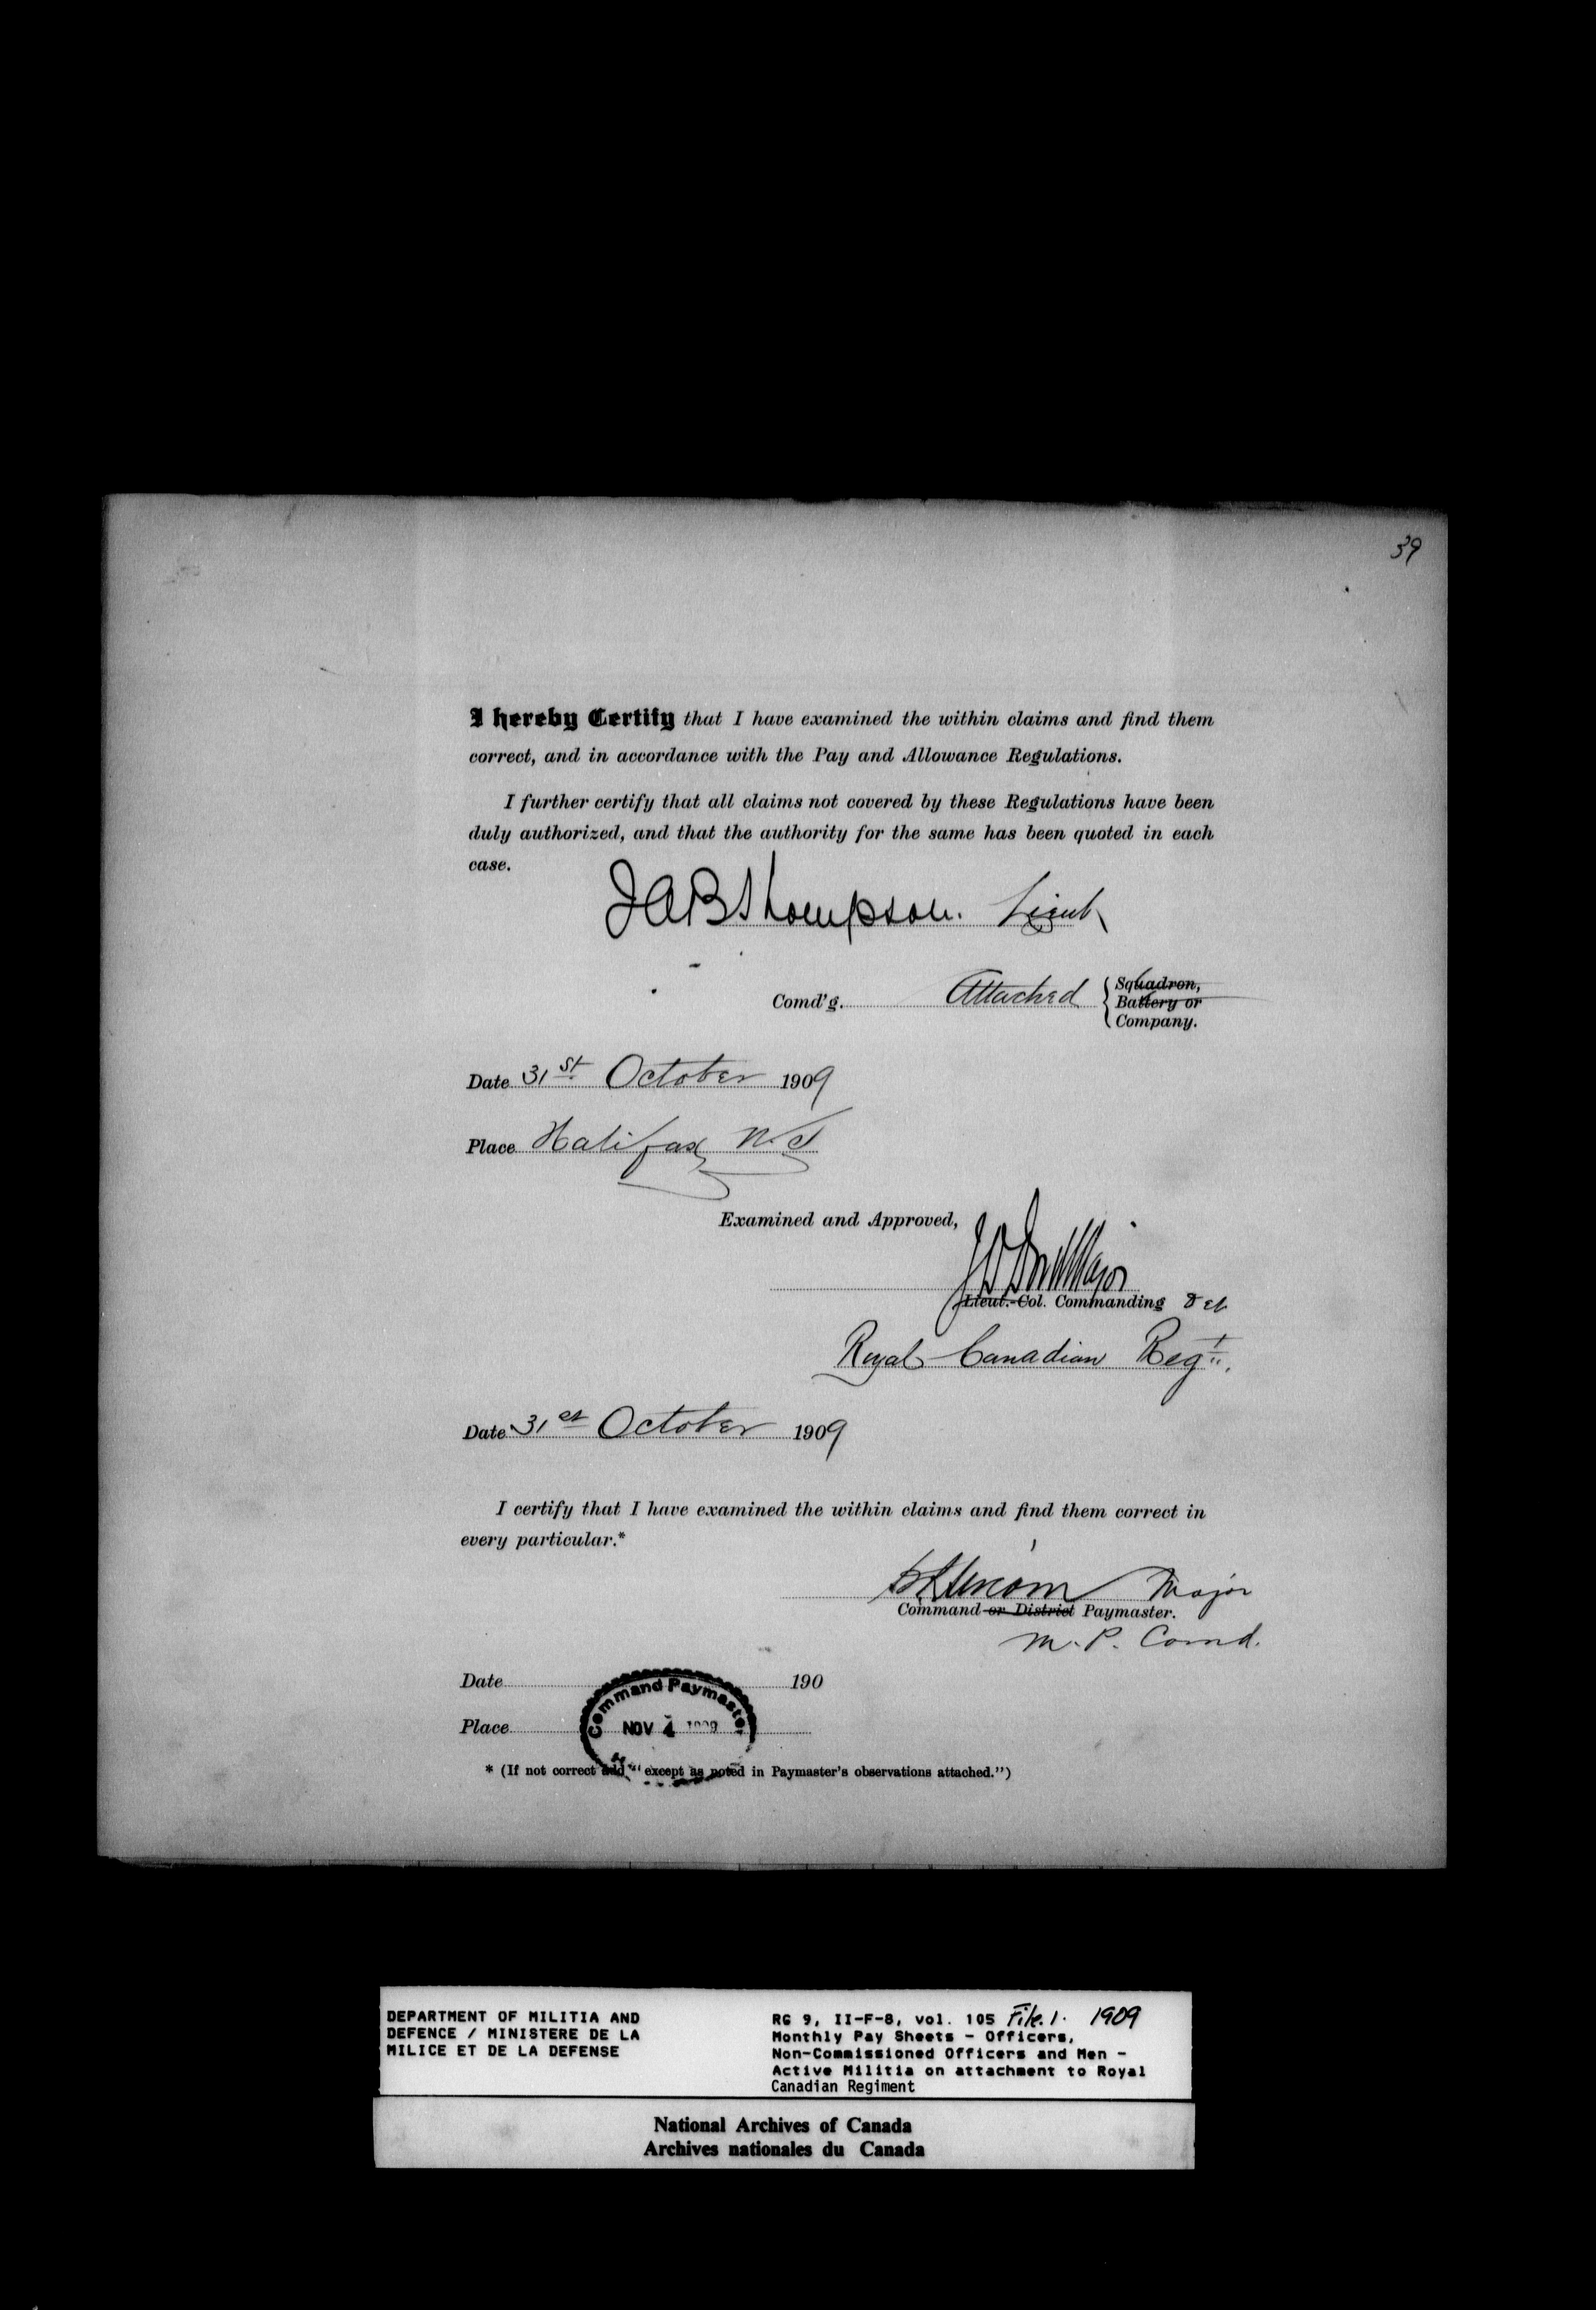 39
I hereby Certify that I have examined the within claims and find them
correct, and in accordance with the Pay and Allowance Regulations.
I further certify that all claims not covered by these Regulations have been
duly authorized, and that the authority for the same has been quoted in each
case.
JABThompson. Lieut
Comd'g. Attached { Squadron,
Battery or
Company.
Date 31st October 1909
Place Halifax N.S
Examined and Approved,
Major
Lieut.-Col. Commanding Det
Royal Canadian Regt.
Date 31st October 1909
I certify that I have examined the within claims and find them correct in
every particular.*
Major
Command or District Paymaster.
M. P. Comd.
Date 190
Command Paymaster
NOV 4 1909
Place
* (If not correct add "except as noted in Paymaster's observations attached.")
DEPARTMENT OF MILITIA AND
DEFENCE / MINISTERE DE LA
MILICE ET DE LA DEFENSE
RG 9, II-F-8, vol. 105 File.1. 1909
Monthly Pay Sheets - Officers,
Non-Commissioned Officers and Men -
Active Militia on attachment to Royal
Canadian Regiment
National Archives of Canada
Archives nationales du Canada